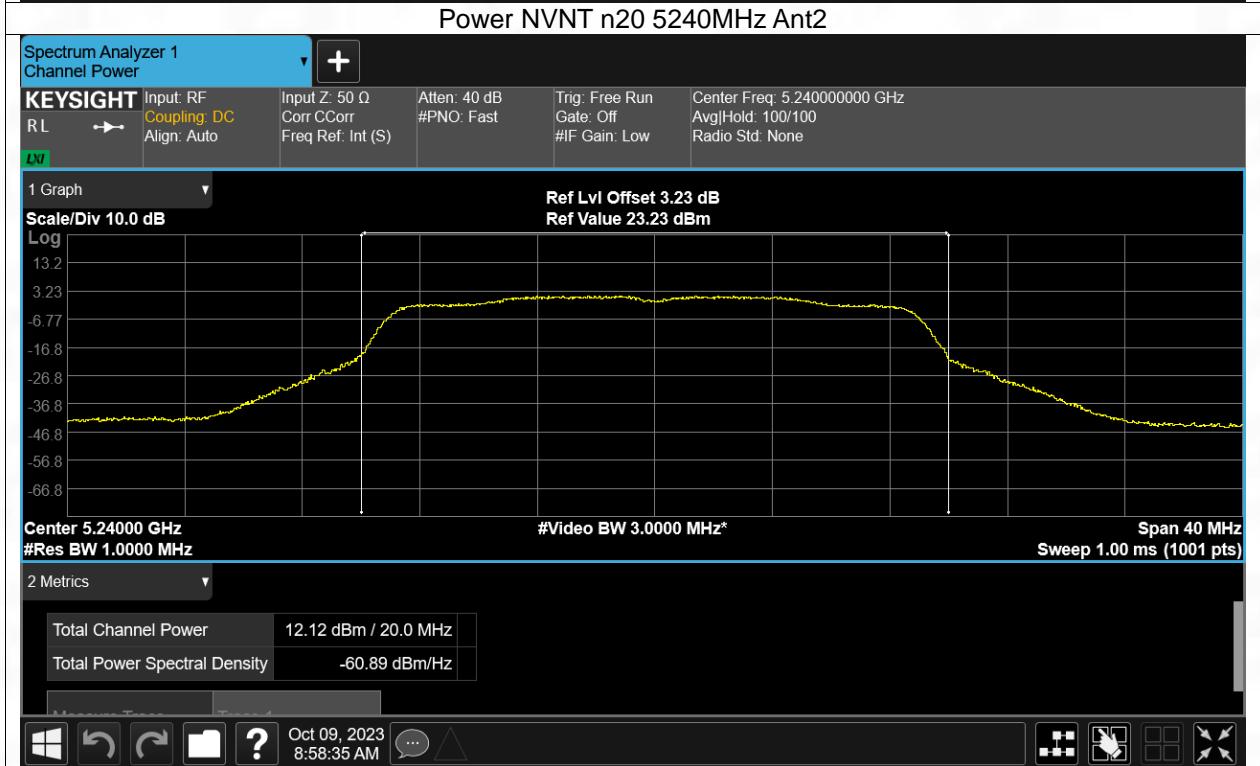 Power NVNT n20 5240MHz Ant2
Spectrum Analyzer 1
Channel Power
KEYSIGHT
RL
LXI
Input: RF
Coupling: DC
Align: Auto
Input Z: 50 Ω
Corr CCorr
Freq Ref: Int (S)
Atten: 40 dB
#PNO: Fast
Trig: Free Run
Gate: Off
#IF Gain: Low
Center Freq: 5.240000000 GHz
Avg|Hold: 100/100
Radio Std: None
1 Graph
Scale/Div 10.0 dB
Ref Lvl Offset 3.23 dB
Ref Value 23.23 dBm
Log
13.2
3.23
-6.77
-16.8
-26.8
-36.8
-46.8
-56.8
-66.8
Center 5.24000 GHz
#Res BW 1.0000 MHz
#Video BW 3.0000 MHz*
Span 40 MHz
Sweep 1.00 ms (1001 pts)
2 Metrics
Total Channel Power 12.12 dBm / 20.0 MHz
Total Power Spectral Density -60.89 dBm/Hz
?
Oct 09, 2023
8:58:35 AM